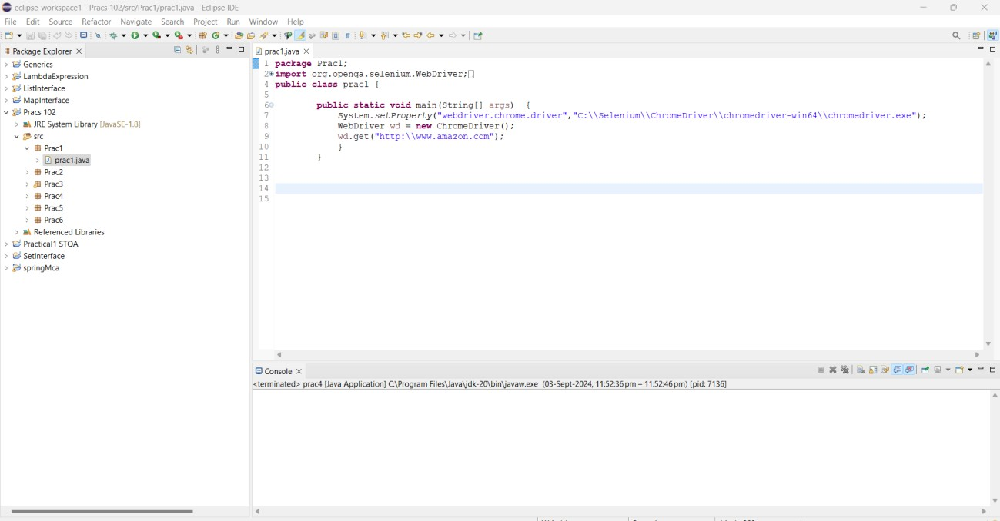 eclipse-workspace1 - Pracs 102/src/Prac1/prac1.java - Eclipse IDE
File Edit Source Refactor Navigate Search Project Run Window Help
Package Explorer
Generics
LambdaExpression
ListInterface
MapInterface
Pracs 102
JRE System Library [JavaSE-1.8]
src
Prac1
prac1.java
Prac2
Prac3
Prac4
Prac5
Prac6
Referenced Libraries
Practical1 STQA
SetInterface
springMca
prac1.java
1 package Prac1;
2 import org.openqa.selenium.WebDriver;
4 public class prac1 {
5
6 public static void main(String[] args) {
7 System.setProperty("webdriver.chrome.driver","C:\\Selenium\\ChromeDriver\\chromedriver-win64\\chromedriver.exe");
8 WebDriver wd = new ChromeDriver();
9 wd.get("http:\\www.amazon.com");
10 }
11 }
12
13
14
15
Console
<terminated> prac4 [Java Application] C:\Program Files\Java\jdk-20\bin\javaw.exe (03-Sept-2024, 11:52:36 pm – 11:52:46 pm) [pid: 7136]